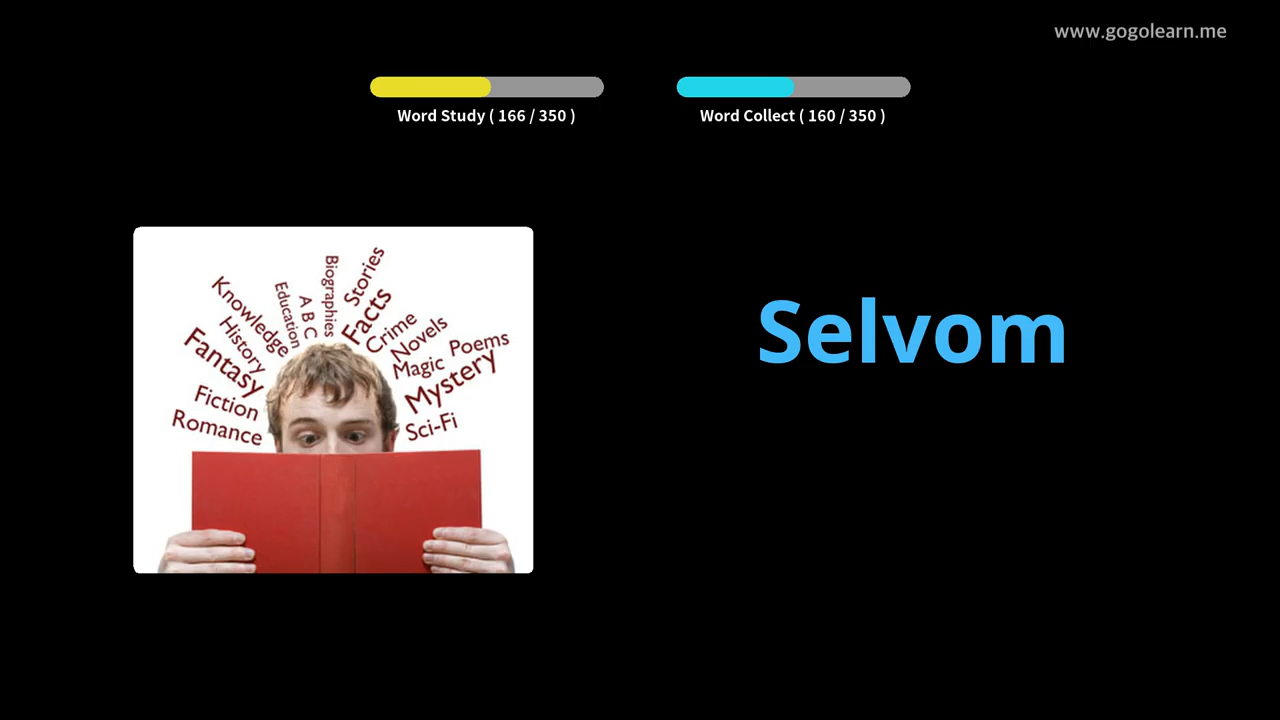 www.gogolearn.me
Word Study ( 166 / 350 )
Word Collect ( 160 / 350 )
Selvom
Romance
Fiction
Fantasy
History
Knowledge
Education
A B C
Biographies
Stories
Facts
Crime
Novels
Magic
Poems
Mystery
Sci-Fi